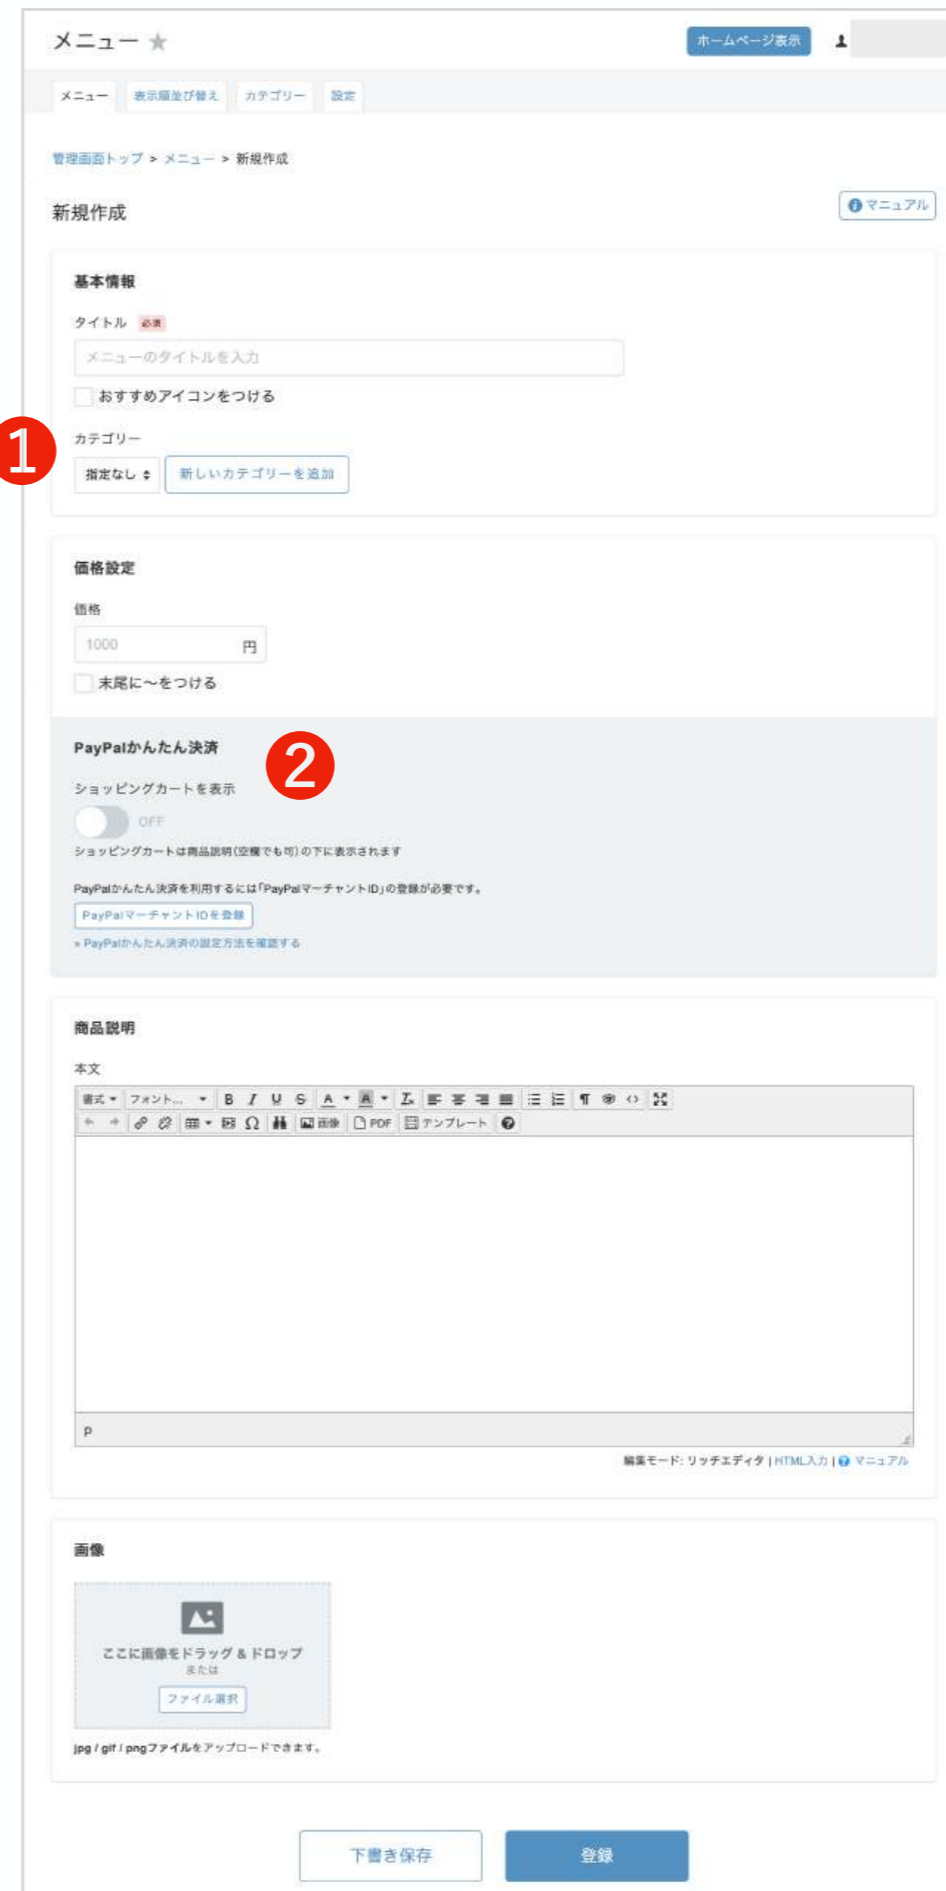 メニュー ★
ホームページ表示
メニュー 表示順並び替え カテゴリー 設定
管理画面トップ > メニュー > 新規作成
新規作成
マニュアル
基本情報
タイトル 必須
メニューのタイトルを入力
おすすめアイコンをつける
1
カテゴリー
指定なし 新しいカテゴリーを追加
価格設定
価格
1000 円
末尾に〜をつける
PayPalかんたん決済
2
ショッピングカートを表示
OFF
ショッピングカートは商品説明(空欄でも可)の下に表示されます
PayPalかんたん決済を利用するには「PayPalマーチャントID」の登録が必要です。
PayPalマーチャントIDを登録
» PayPalかんたん決済の設定方法を確認する
商品説明
本文
書式 フォント... B I U S A A Tx
Ω 画像 PDF テンプレート
p
編集モード: リッチエディタ | HTML入力 | マニュアル
画像
ここに画像をドラッグ & ドロップ
または
ファイル選択
jpg / gif / pngファイルをアップロードできます。
下書き保存 登録